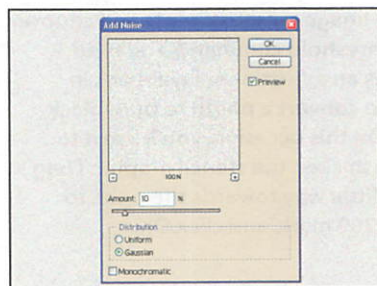 Add Noise
OK
Cancel
Preview
100%
Amount: 10 %
Distribution
Uniform
Gaussian
Monochromatic